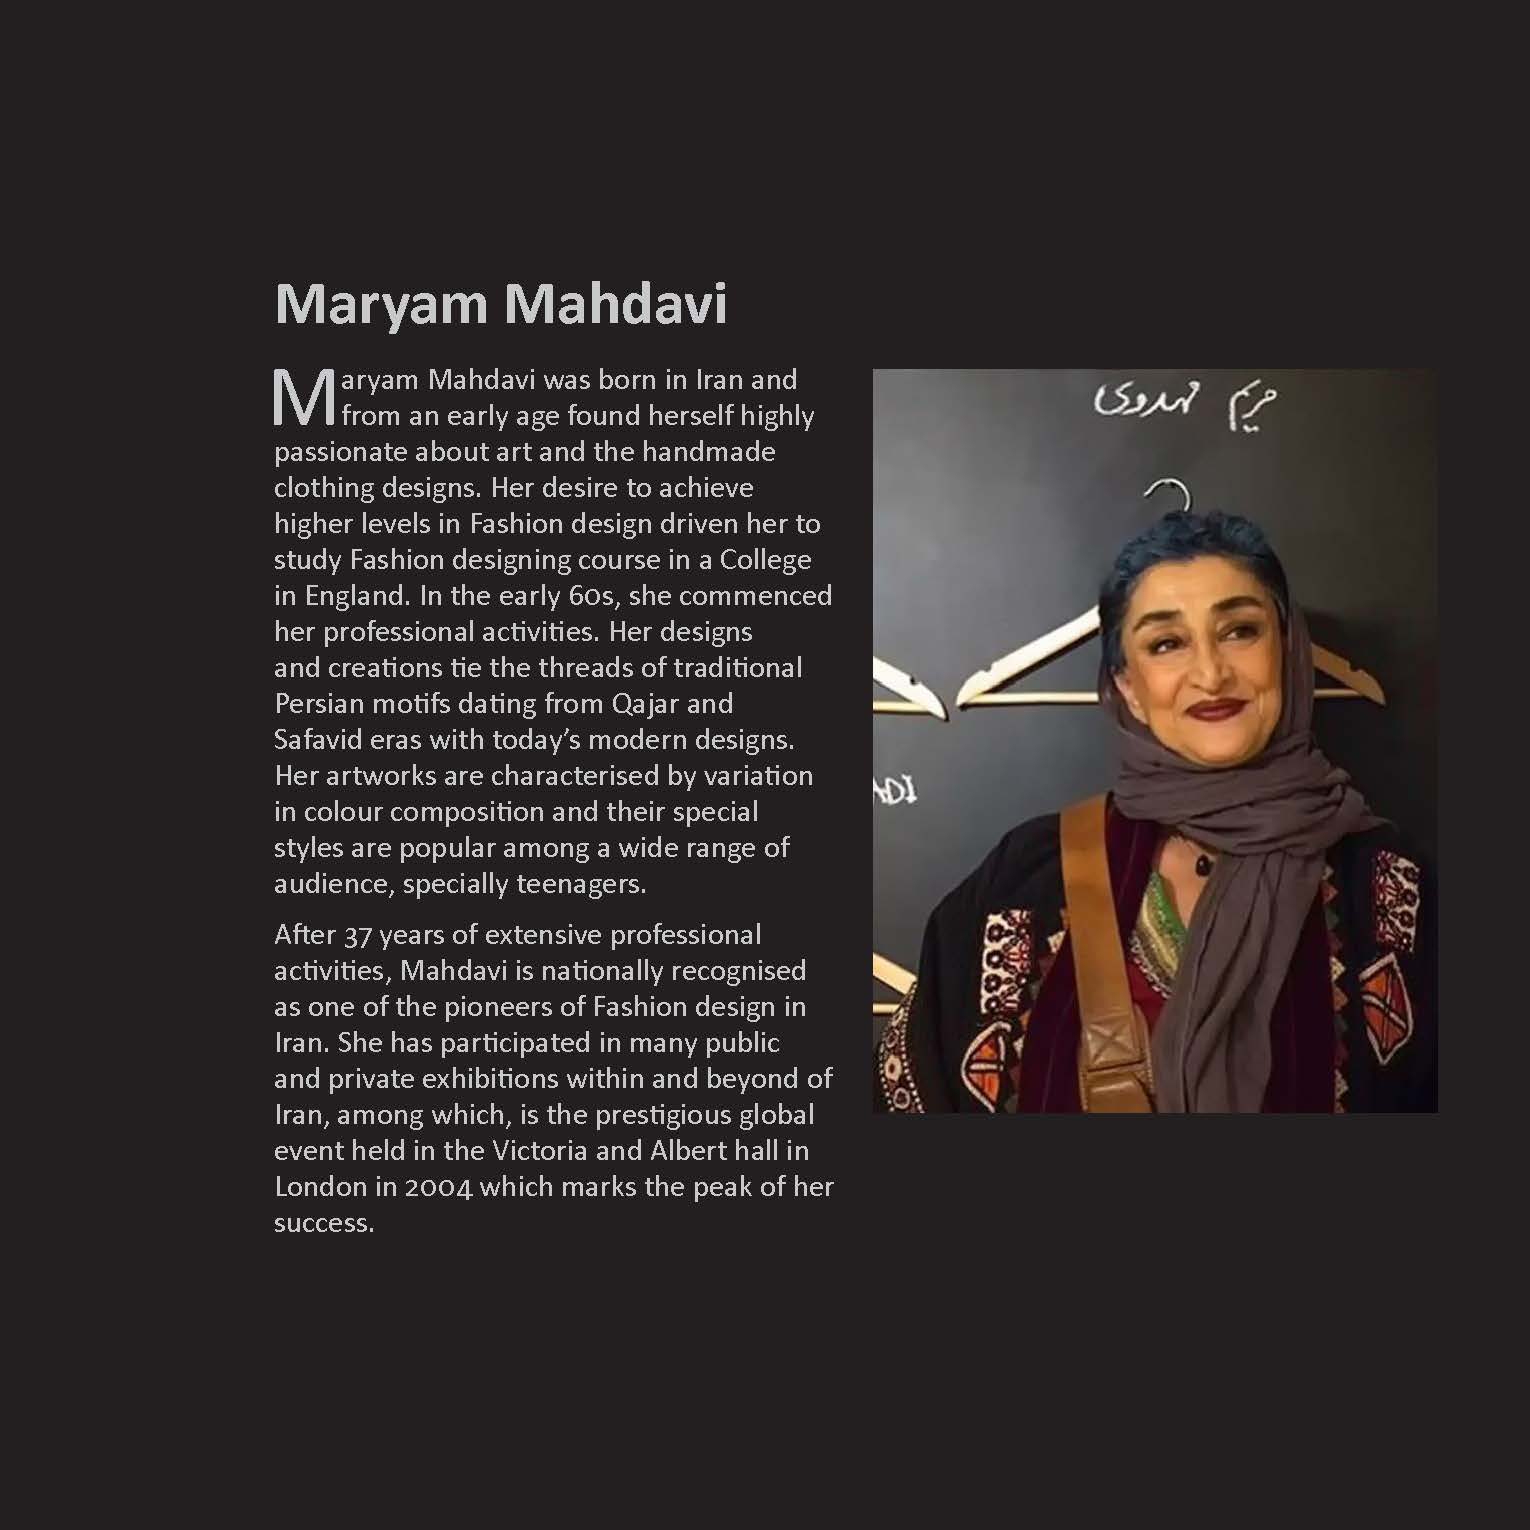 Maryam Mahdavi
Maryam Mahdavi was born in Iran and
from an early age found herself highly
passionate about art and the handmade
clothing designs. Her desire to achieve
higher levels in Fashion design driven her to
study Fashion designing course in a College
in England. In the early 60s, she commenced
her professional activities. Her designs
and creations tie the threads of traditional
Persian motifs dating from Qajar and
Safavid eras with today’s modern designs.
Her artworks are characterised by variation
in colour composition and their special
styles are popular among a wide range of
audience, specially teenagers.
After 37 years of extensive professional
activities, Mahdavi is nationally recognised
as one of the pioneers of Fashion design in
Iran. She has participated in many public
and private exhibitions within and beyond of
Iran, among which, is the prestigious global
event held in the Victoria and Albert hall in
London in 2004 which marks the peak of her
success.
مریم مهدوی
ADI